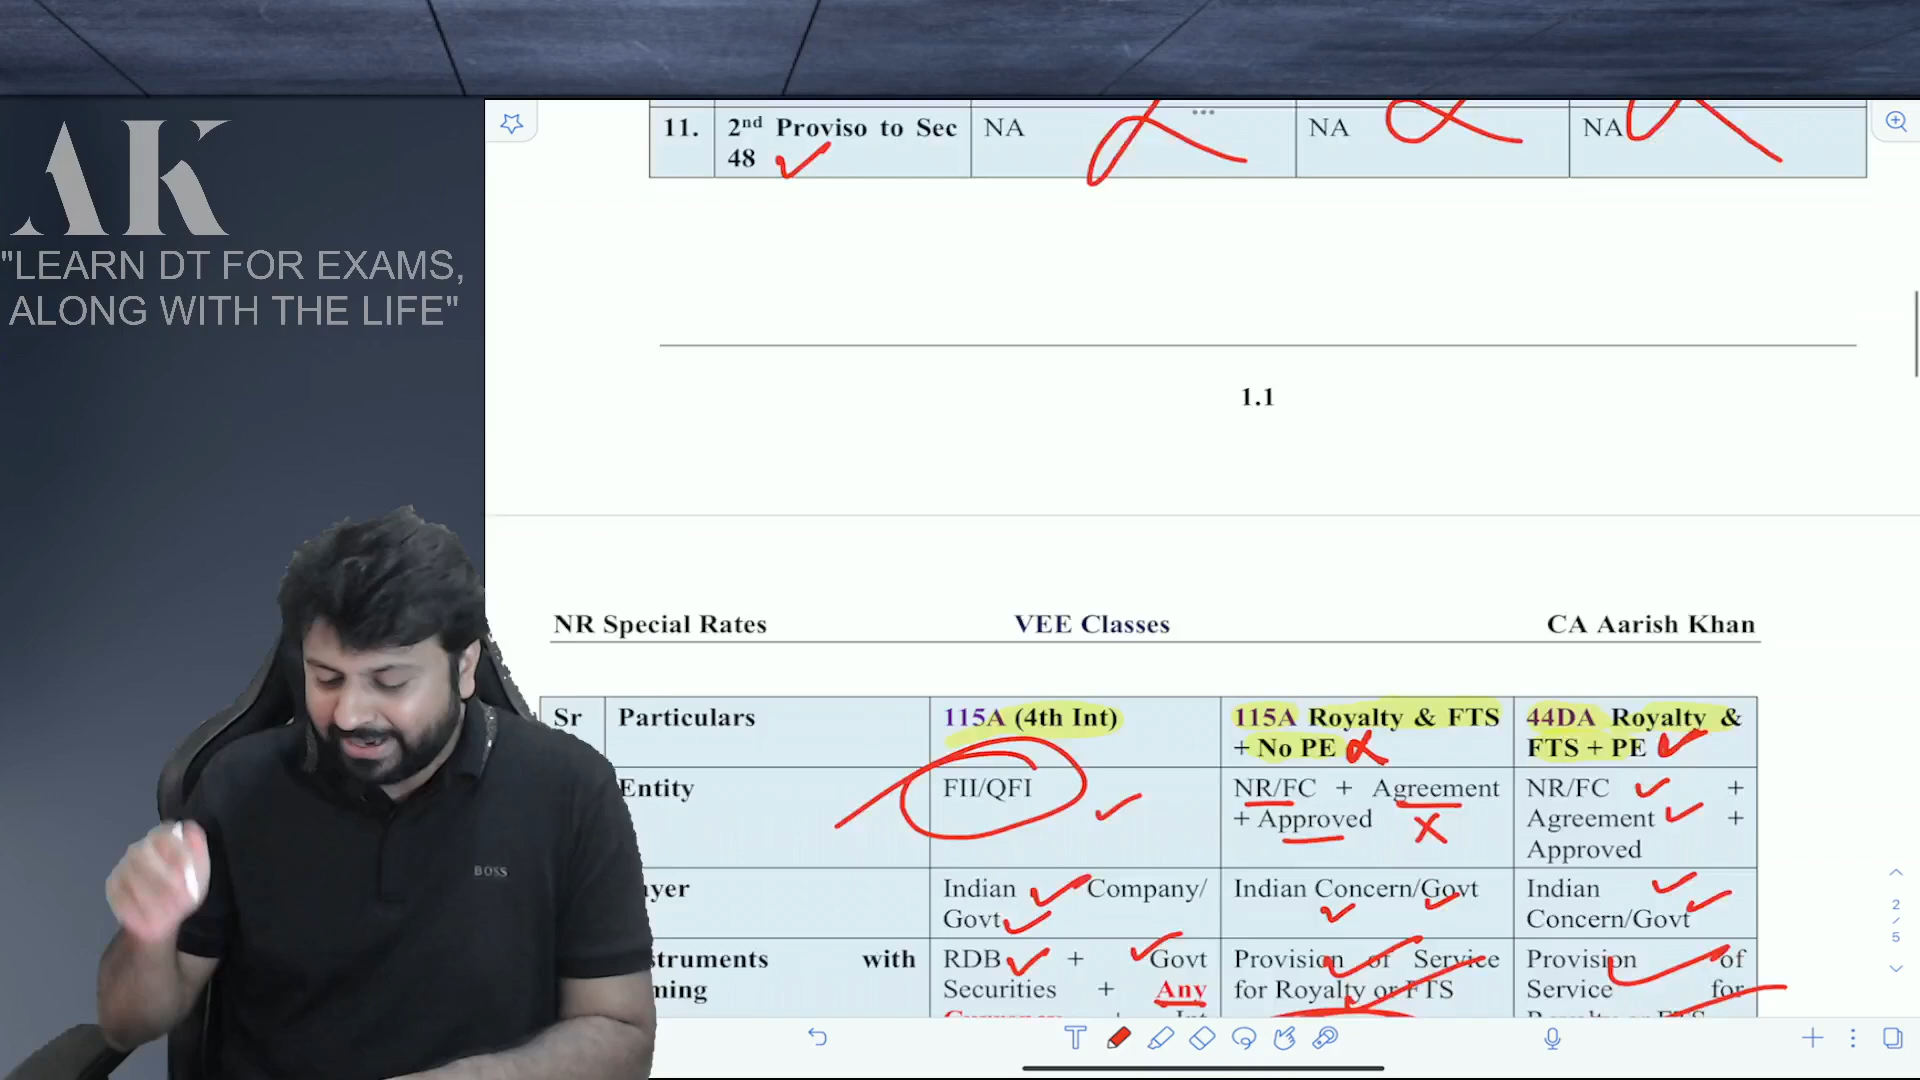 AK
"LEARN DT FOR EXAMS,
ALONG WITH THE LIFE"
BOSS
11. 2nd Proviso to Sec 48 NA NA NA
1.1
NR Special Rates VEE Classes CA Aarish Khan
Sr Particulars 115A (4th Int) 115A Royalty & FTS + No PE 44DA Royalty & FTS + PE
Entity FII/QFI NR/FC + Agreement + Approved NR/FC + Agreement + Approved
Indian Company/ Govt Indian Concern/Govt Indian Concern/Govt
with RDB + Govt Securities + Any Provision of Service for Royalty or FTS Provision of Service for
2
/
5